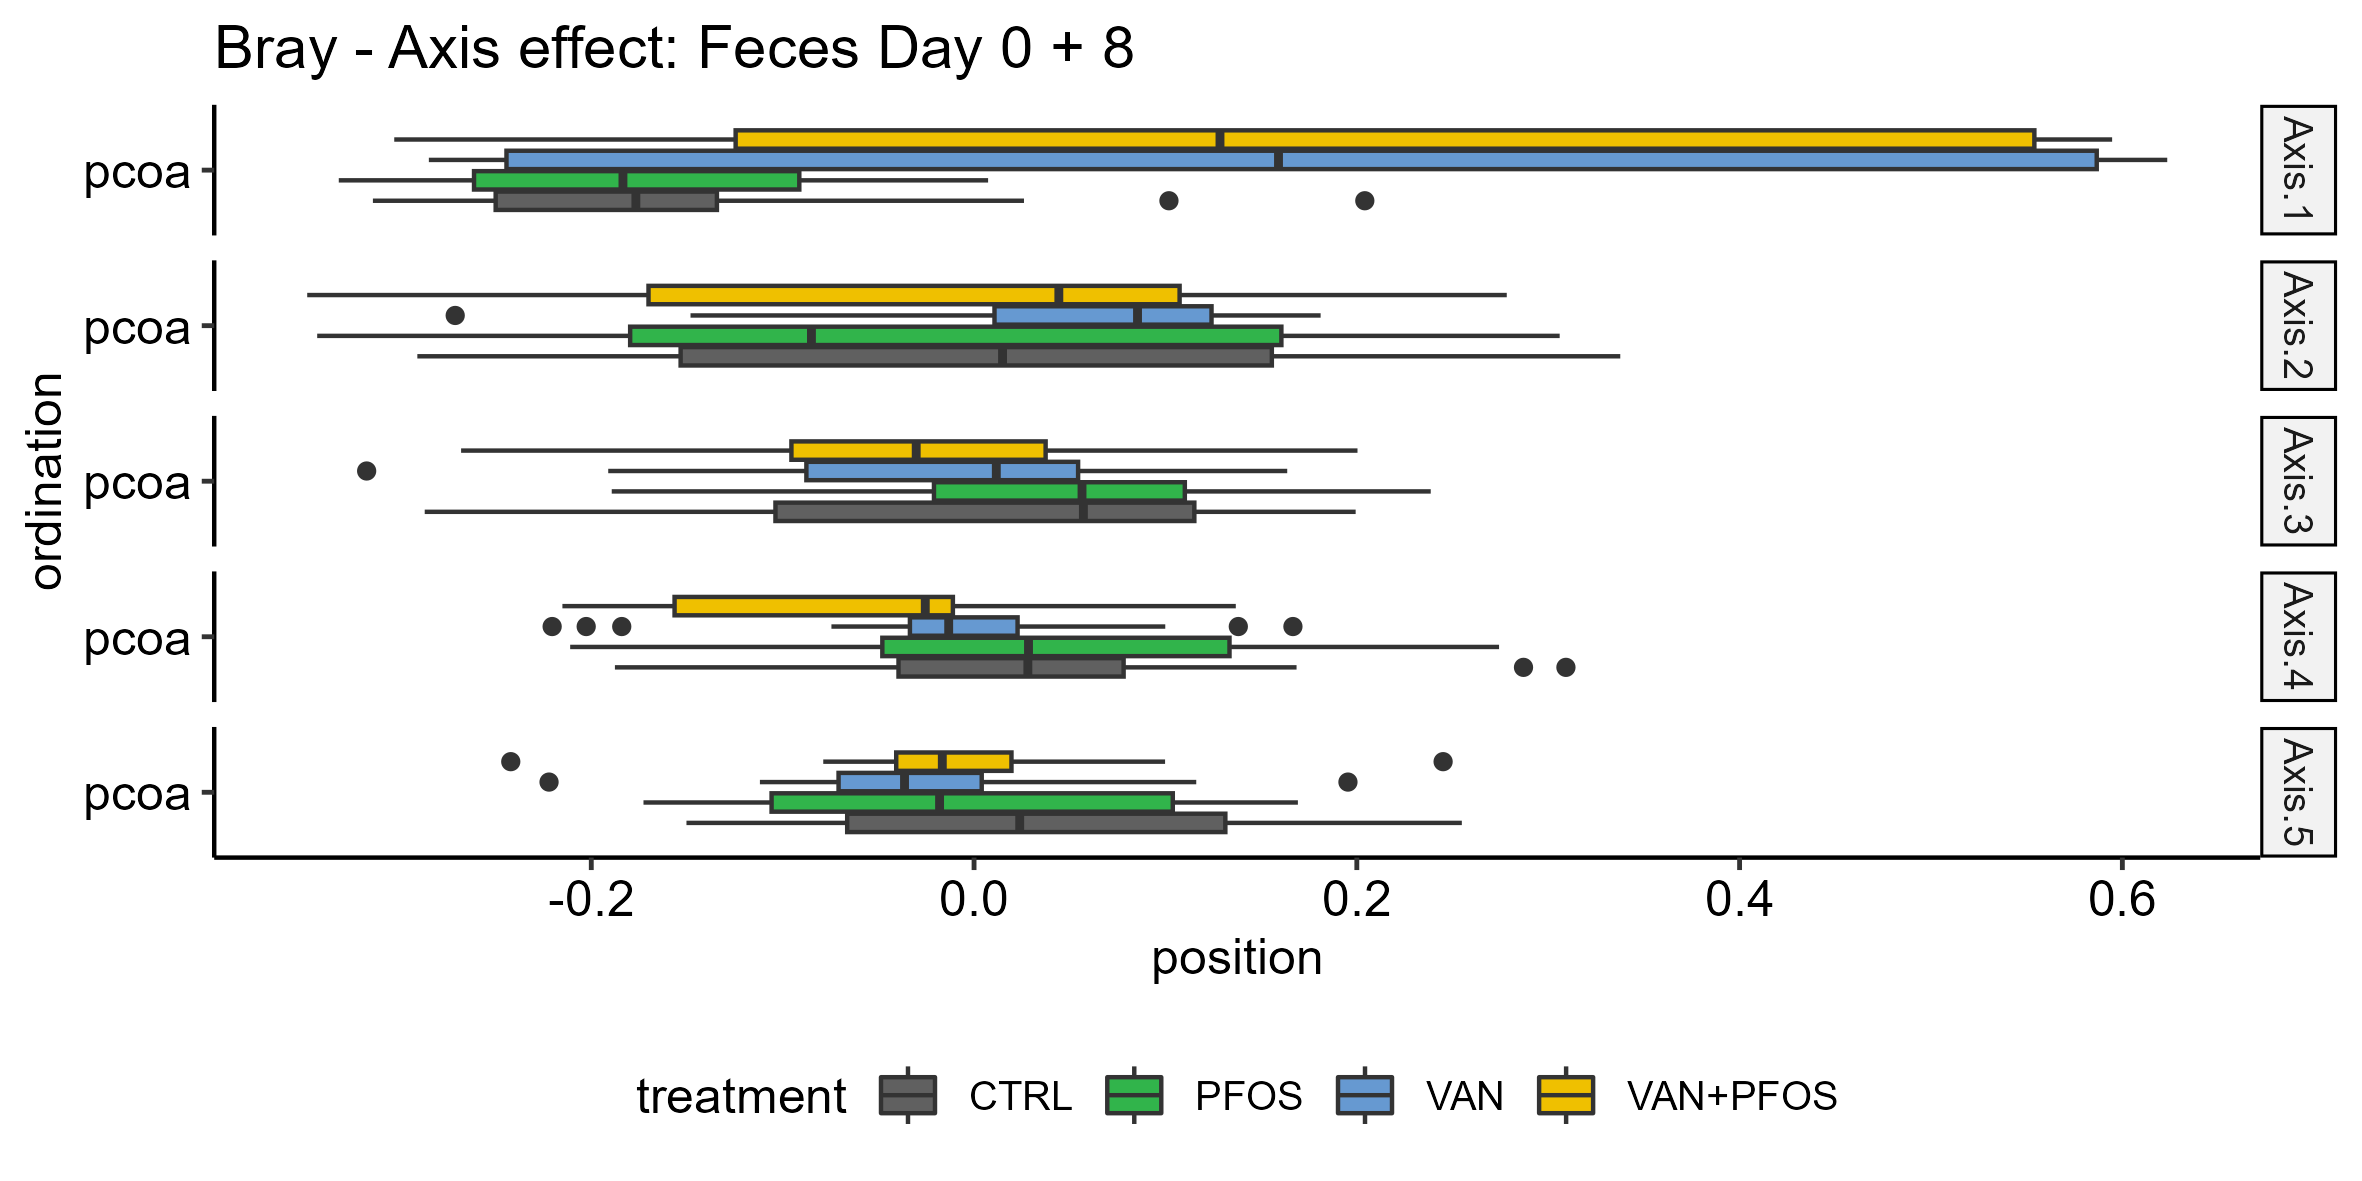 Bray - Axis effect: Feces Day 0 + 8
ordination
pcoa
Axis.1
pcoa
Axis.2
pcoa
Axis.3
pcoa
Axis.4
pcoa
Axis.5
-0.2 0.0 0.2 0.4 0.6
position
treatment CTRL PFOS VAN VAN+PFOS